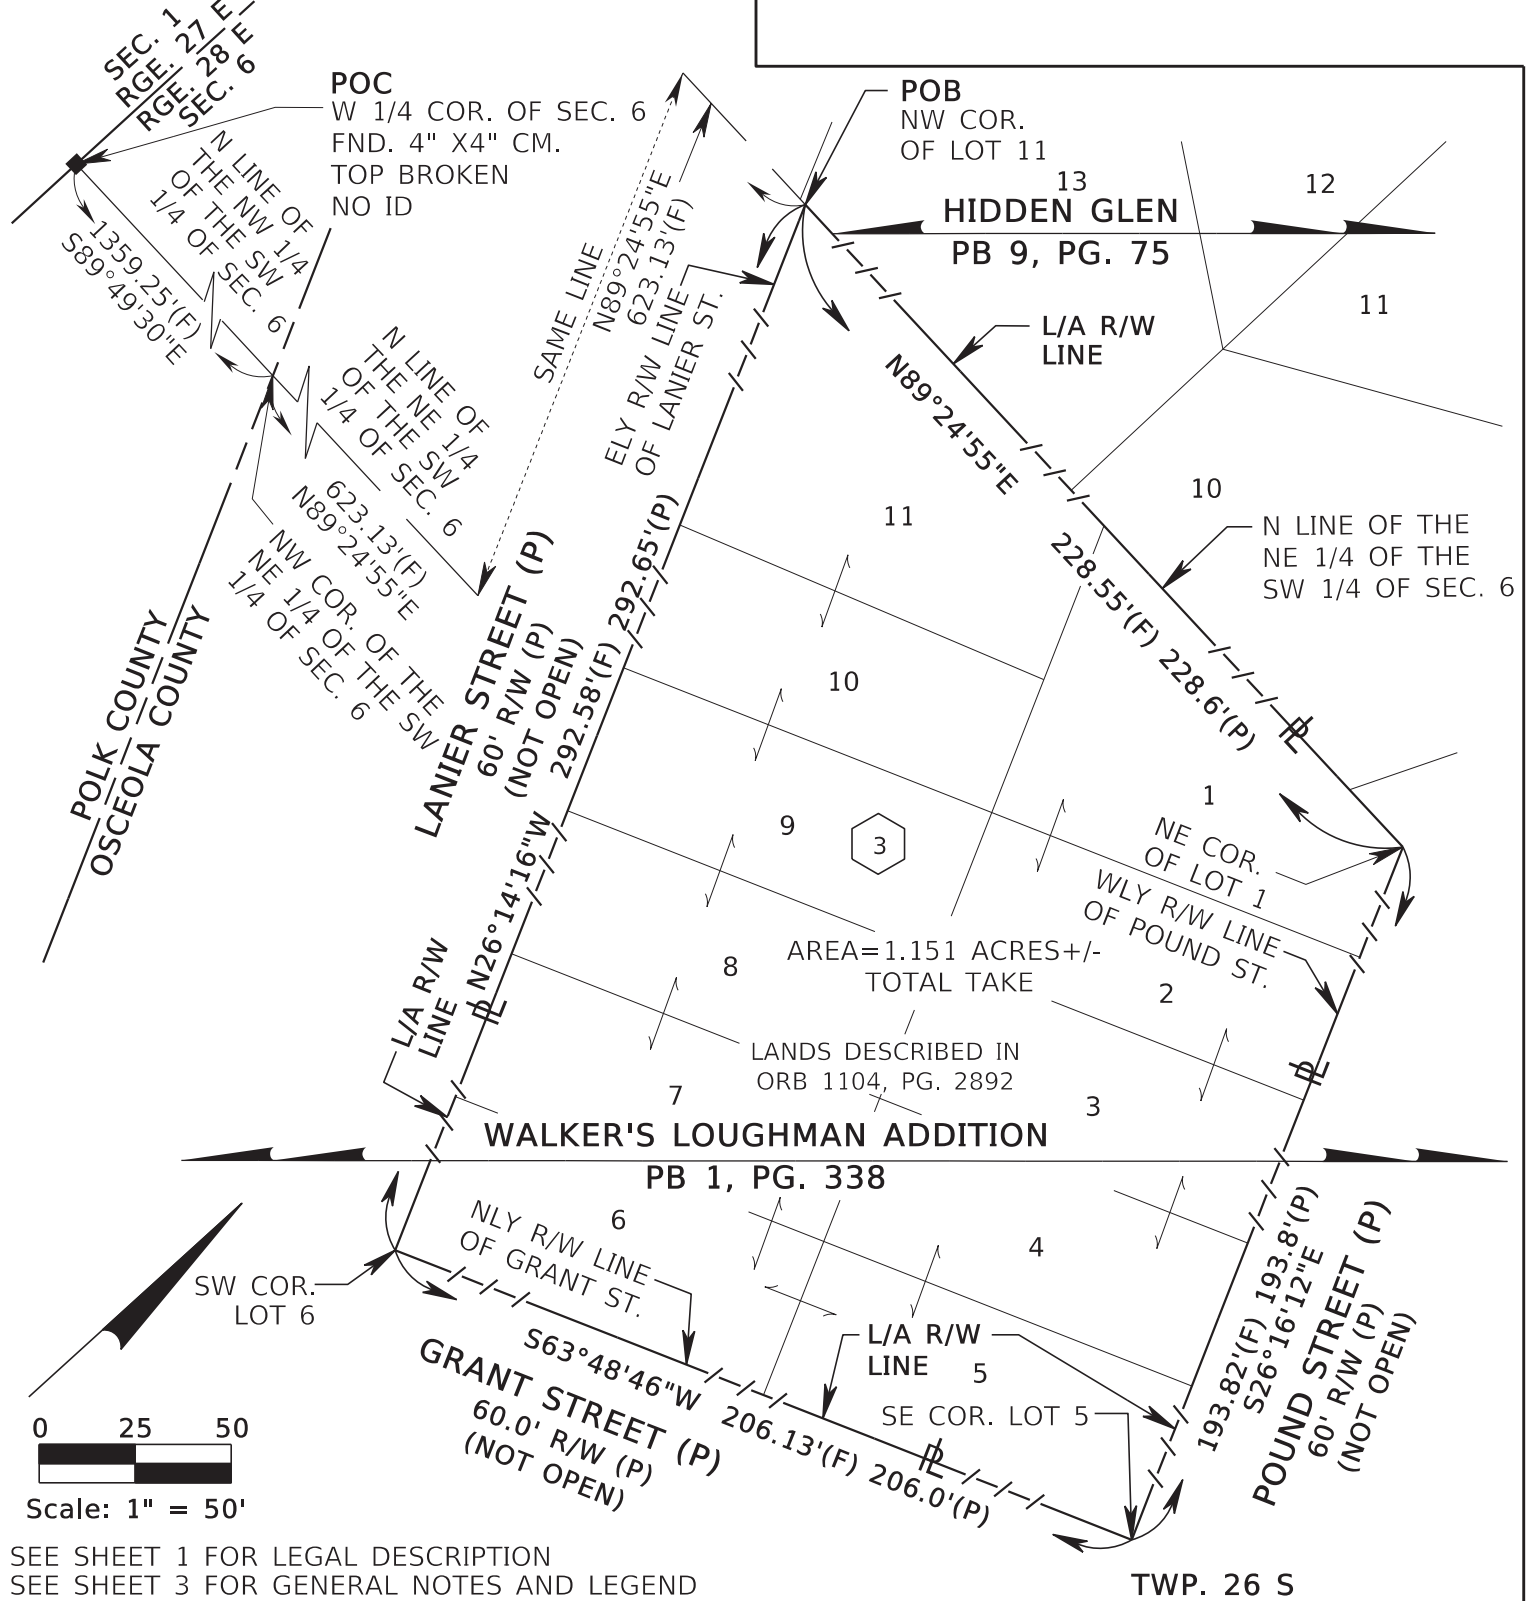 SEC. 1
RGE. 27 E
RGE. 28 E
SEC. 6
POC
W 1/4 COR. OF SEC. 6
FND. 4" X4" CM.
TOP BROKEN
NO ID
POB
NW COR.
OF LOT 11
13
12
HIDDEN GLEN
PB 9, PG. 75
11
10
L/A R/W
LINE
N LINE OF
THE NW 1/4
OF THE SW
1/4 OF SEC. 6
1359.25'(F)
S89°49'30"E
SAME LINE
N89°24'55"E
623.13'(F)
ELY R/W LINE
OF LANIER ST.
N LINE OF
THE NE 1/4
OF THE SW
1/4 OF SEC. 6
623.13'(F)
N89°24'55"E
NW COR. OF THE
NE 1/4 OF THE SW
1/4 OF SEC. 6
POLK COUNTY
OSCEOLA COUNTY
LANIER STREET (P)
60' R/W (P)
(NOT OPEN)
N26°14'16"W 292.58'(F) 292.65'(P)
N89°24'55"E 228.55'(F) 228.6'(P)
PL
N LINE OF THE
NE 1/4 OF THE
SW 1/4 OF SEC. 6
11
10
9
3
8
7
1
NE COR.
OF LOT 1
WLY R/W LINE
OF POUND ST.
AREA=1.151 ACRES+/-
TOTAL TAKE
2
LANDS DESCRIBED IN
ORB 1104, PG. 2892
3
L/A R/W
LINE
PL
PL
WALKER'S LOUGHMAN ADDITION
PB 1, PG. 338
6
4
NLY R/W LINE
OF GRANT ST.
SW COR.
LOT 6
L/A R/W
LINE
5
SE COR. LOT 5
S63°48'46"W 206.13'(F) 206.0'(P)
PL
GRANT STREET (P)
60.0' R/W (P)
(NOT OPEN)
193.82'(F) 193.8'(P)
S26°16'12"E
POUND STREET (P)
60' R/W (P)
(NOT OPEN)
0 25 50
Scale: 1" = 50'
SEE SHEET 1 FOR LEGAL DESCRIPTION
SEE SHEET 3 FOR GENERAL NOTES AND LEGEND
TWP. 26 S